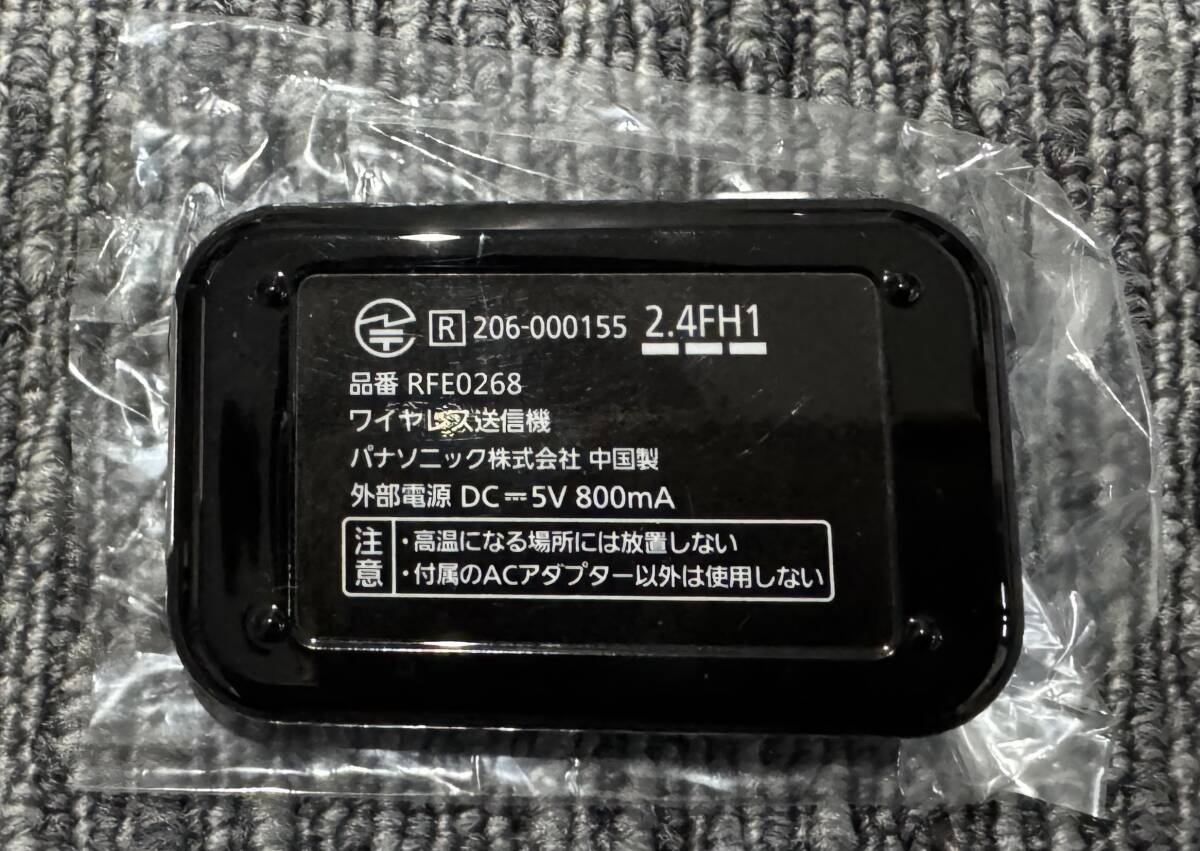 R 206-000155 2.4FH1
品番 RFE0268
ワイヤレス送信機
パナソニック株式会社 中国製
外部電源 DC⎓5V 800mA
注意
・高温になる場所には放置しない
・付属のACアダプター以外は使用しない